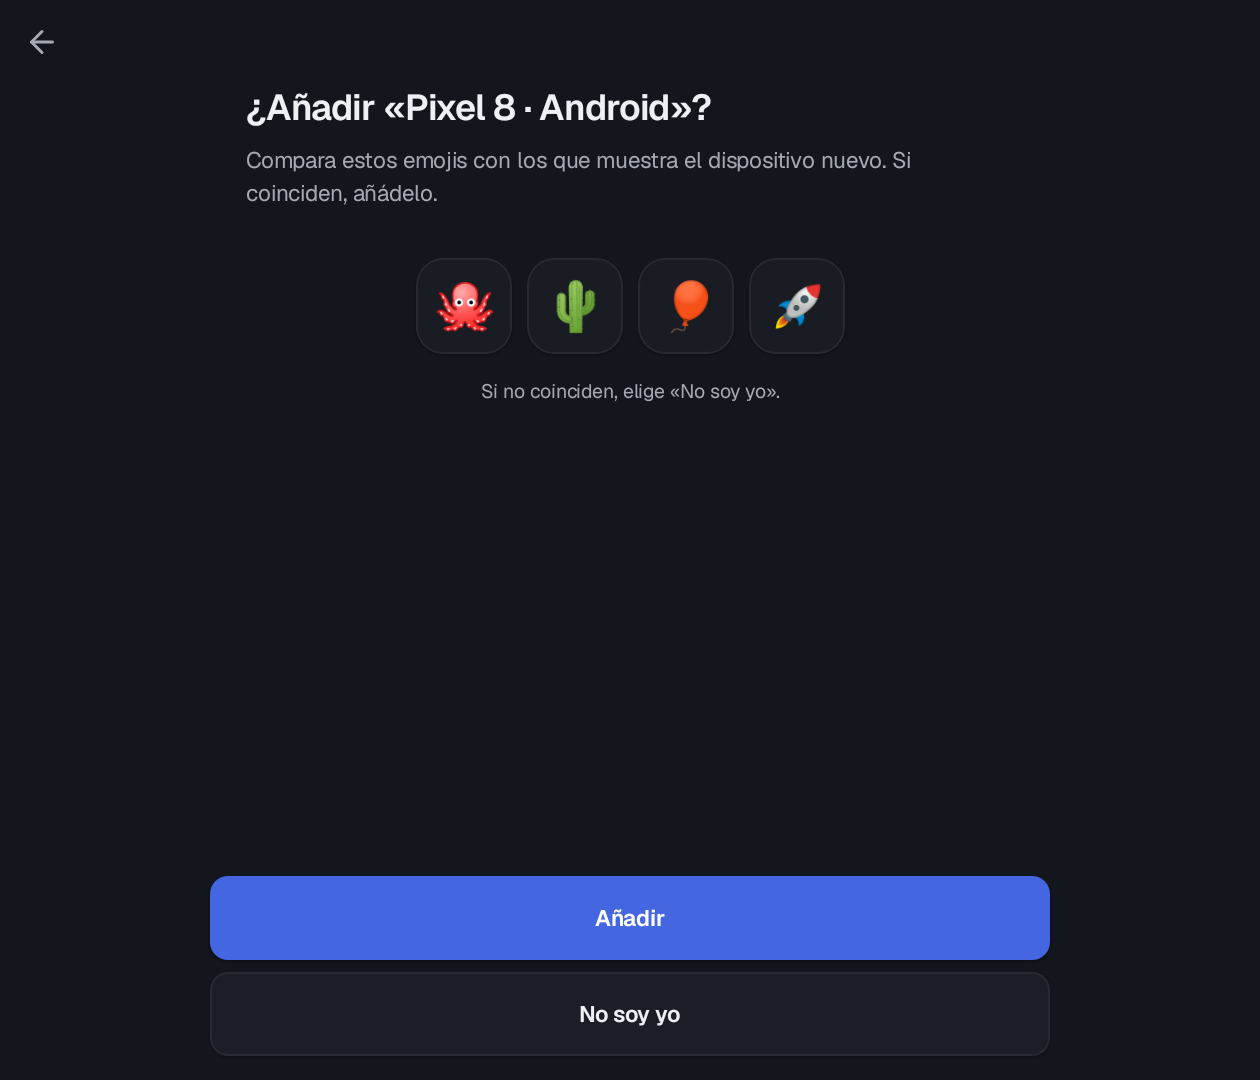 ¿Añadir «Pixel 8 · Android»?
Compara estos emojis con los que muestra el dispositivo nuevo. Si
coinciden, añádelo.
Si no coinciden, elige «No soy yo».
Añadir
No soy yo